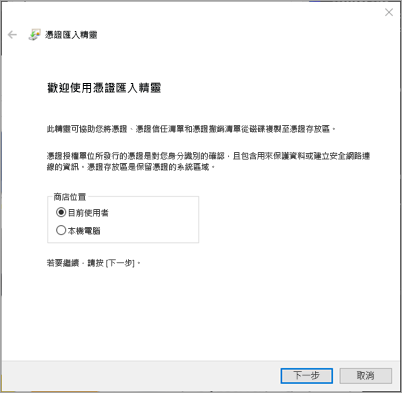 憑證匯入精靈
歡迎使用憑證匯入精靈
此精靈可協助您將憑證、憑證信任清單和憑證撤銷清單從磁碟複製至憑證存放區。
憑證授權單位所發行的憑證是對您身分識別的確認，且包含用來保護資料或建立安全網路連
線的資訊。憑證存放區是保留憑證的系統區域。
商店位置
目前使用者
本機電腦
若要繼續，請按 [下一步]。
下一步
取消